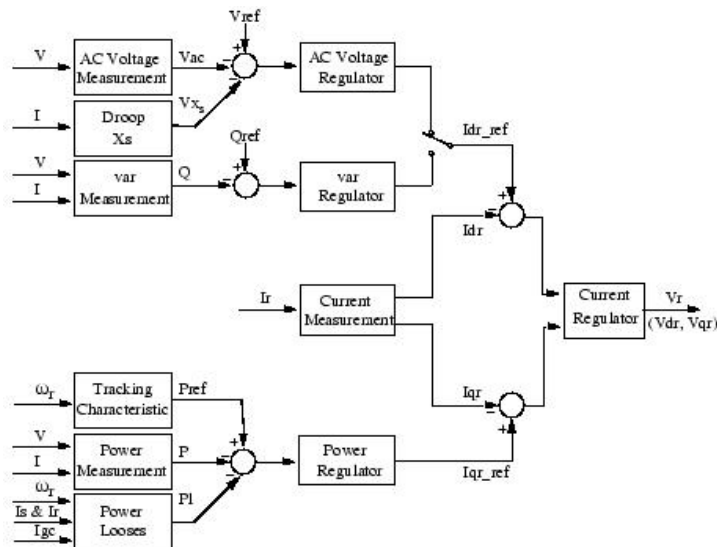 Vref
V
AC Voltage
Measurement
Vac
AC Voltage
Regulator
I
Droop
Xs
Vxs
Idr_ref
Qref
V
I
var
Measurement
Q
var
Regulator
Idr
Ir
Current
Measurement
Current
Regulator
Vr
(Vdr, Vqr)
Iqr
ωr
Tracking
Characteristic
Pref
V
I
Power
Measurement
P
Power
Regulator
Iqr_ref
ωr
Is & Ir
Igc
Power
Looses
Pl